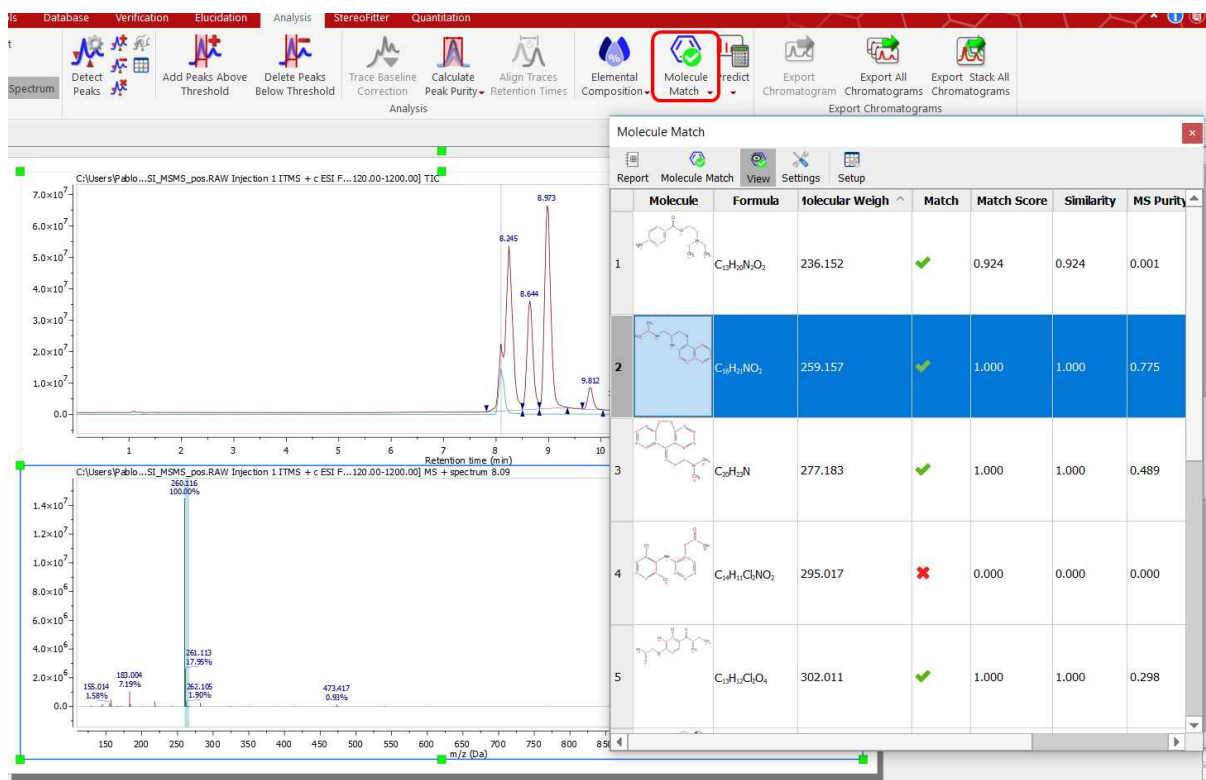 Database Verification Elucidation Analysis StereoFitter Quantitation
Spectrum
Detect Peaks
Add Peaks Above Threshold
Delete Peaks Below Threshold
Trace Baseline Correction
Calculate Peak Purity
Align Traces Retention Times
Elemental Composition
Molecule Match
Predict
Export Chromatogram
Export All Chromatograms
Export Stack All Chromatograms
Analysis
Export Chromatograms
Molecule Match
Report Molecule Match View Settings Setup
Molecule Formula Molecular Weigh Match Match Score Similarity MS Purity
1 C₁₃H₂₀N₂O₂ 236.152 0.924 0.924 0.001
2 C₁₆H₂₁NO₂ 259.157 1.000 1.000 0.775
3 C₂₀H₂₃N 277.183 1.000 1.000 0.489
4 C₁₄H₁₁Cl₂NO₂ 295.017 0.000 0.000 0.000
5 C₁₃H₁₂Cl₂O₄ 302.011 1.000 1.000 0.298
C:\Users\Pablo...SI_MSMS_pos.RAW Injection 1 ITMS + c ESI F...120.00-1200.00] TIC
7.0×10⁷
6.0×10⁷
5.0×10⁷
4.0×10⁷
3.0×10⁷
2.0×10⁷
1.0×10⁷
0.0
8.245
8.644
8.973
9.812
1 2 3 4 5 6 7 8 9 10
Retention time (min)
C:\Users\Pablo...SI_MSMS_pos.RAW Injection 1 ITMS + c ESI F...120.00-1200.00] MS + spectrum 8.09
1.4×10⁷
1.2×10⁷
1.0×10⁷
8.0×10⁶
6.0×10⁶
4.0×10⁶
2.0×10⁶
0.0
260.116
100.00%
261.113
17.95%
262.105
1.90%
183.004
7.19%
155.014
1.58%
473.417
0.93%
150 200 250 300 350 400 450 500 550 600 650 700 750 800
m/z (Da)